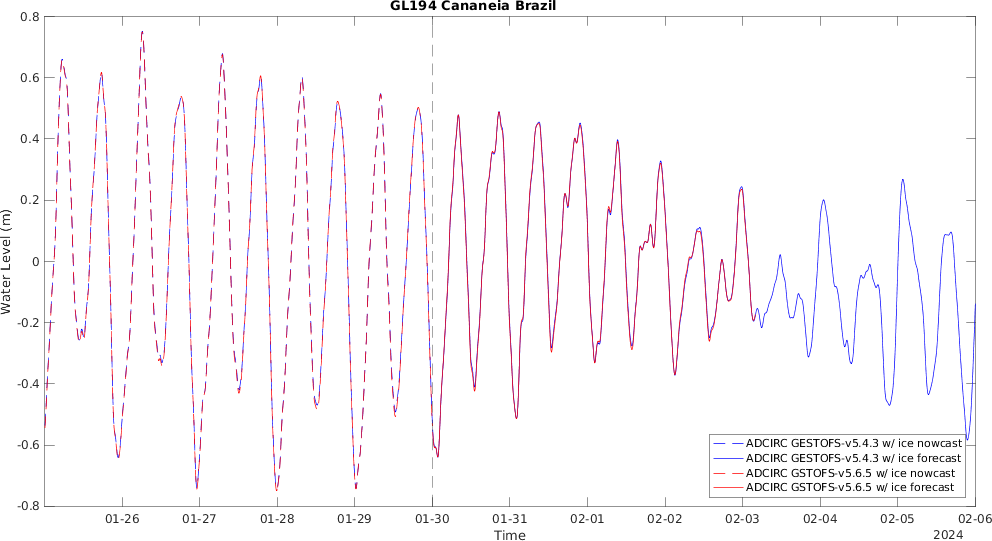 GL194 Cananeia Brazil
0.8
0.6
0.4
0.2
0
-0.2
-0.4
-0.6
-0.8
Water Level (m)
ADCIRC GESTOFS-v5.4.3 w/ ice nowcast
ADCIRC GESTOFS-v5.4.3 w/ ice forecast
ADCIRC GSTOFS-v5.6.5 w/ ice nowcast
ADCIRC GSTOFS-v5.6.5 w/ ice forecast
01-26 01-27 01-28 01-29 01-30 01-31 02-01 02-02 02-03 02-04 02-05 02-06
Time
2024